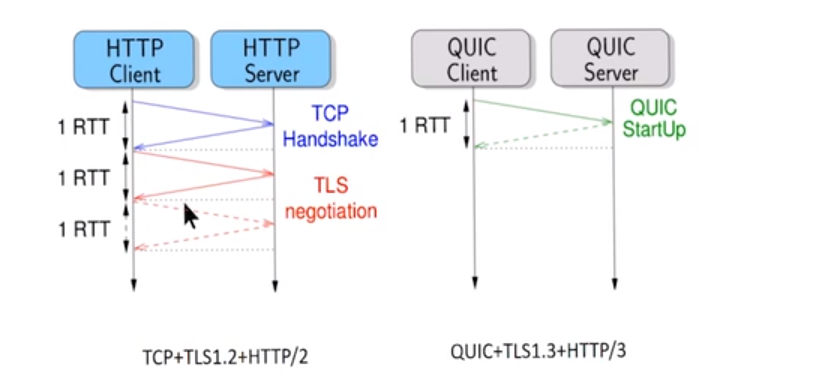 HTTP
Client
HTTP
Server
QUIC
Client
QUIC
Server
1 RTT
TCP
Handshake
1 RTT
TLS
negotiation
1 RTT
1 RTT
QUIC
StartUp
TCP+TLS1.2+HTTP/2
QUIC+TLS1.3+HTTP/3